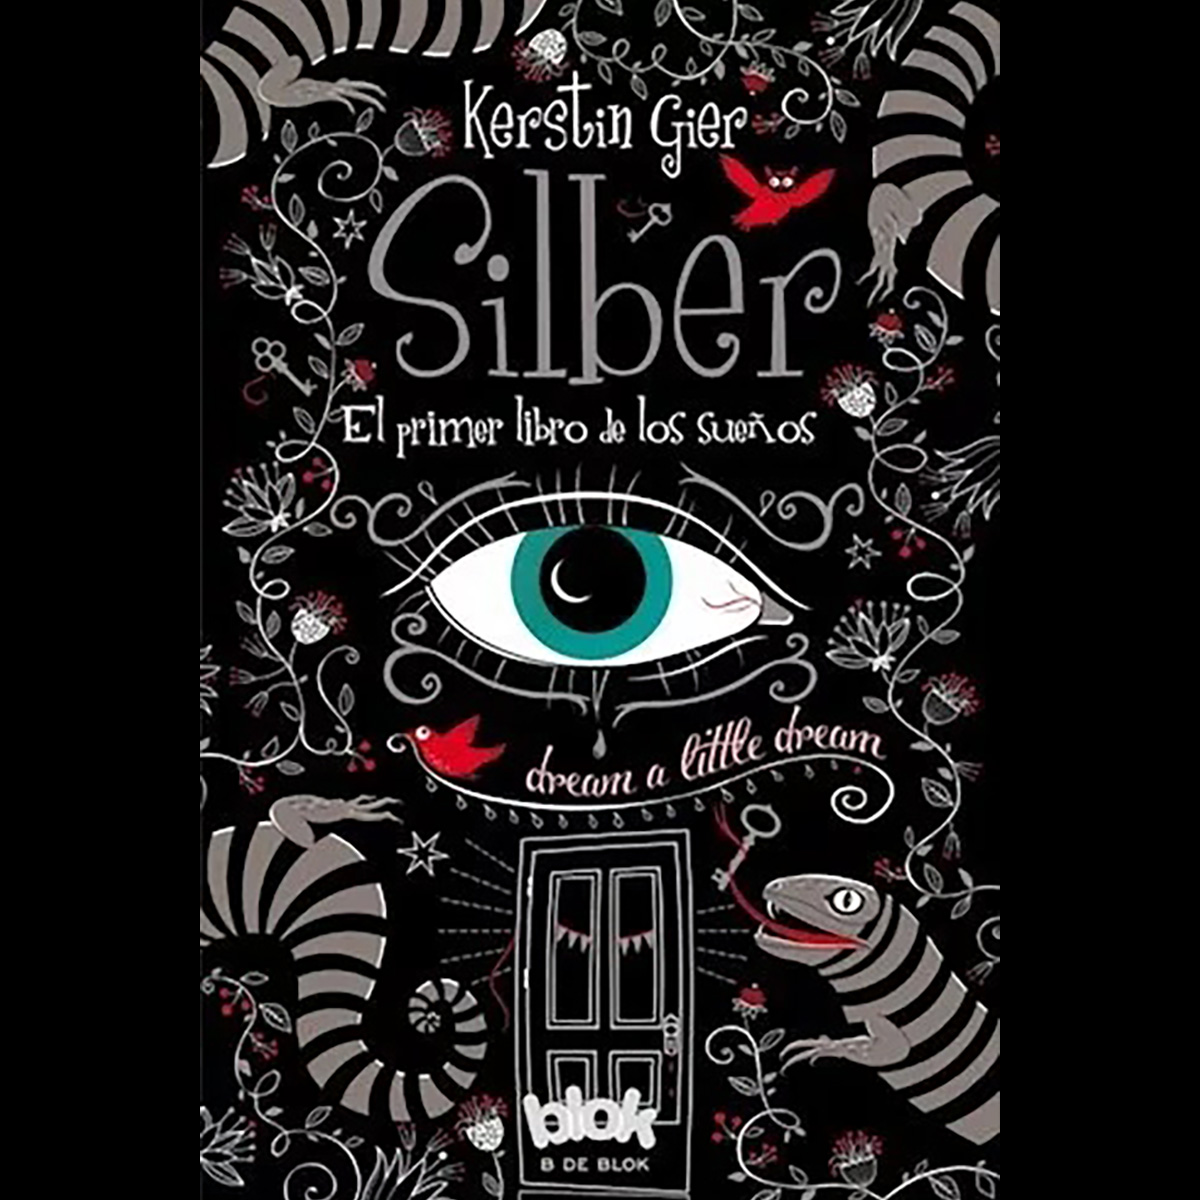 Kerstin Gier
Silber
El primer libro de los sueños
dream a little dream
blok
B DE BLOK